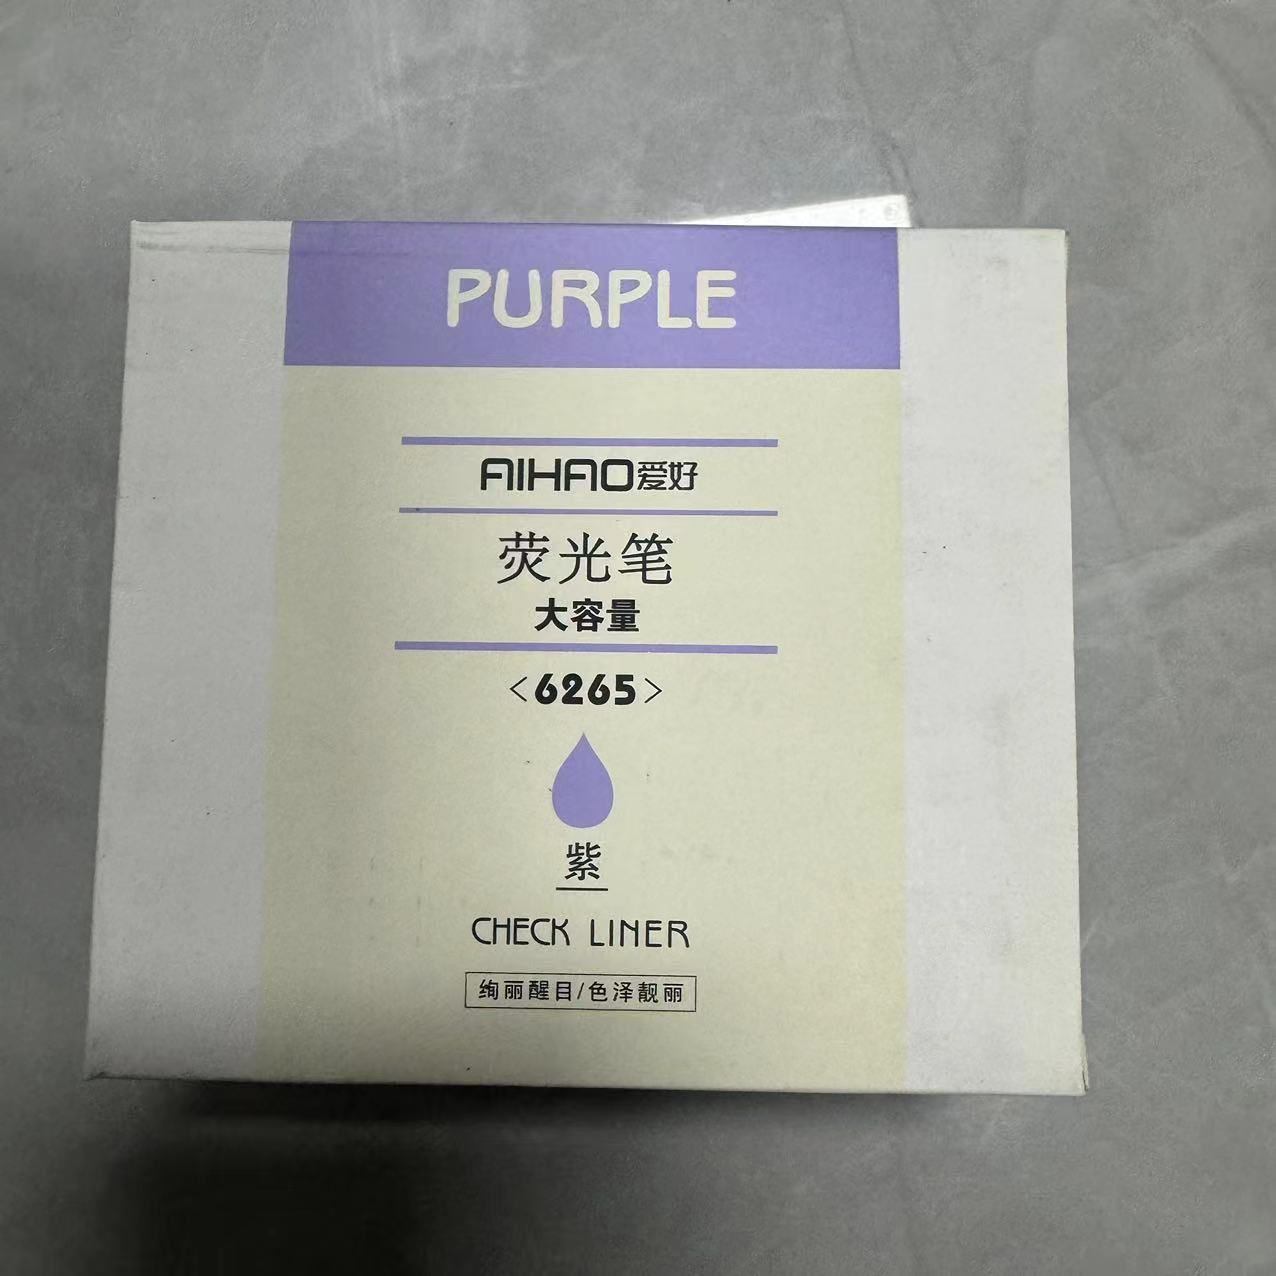 PURPLE
AIHAO爱好
荧光笔
大容量
<6265>
紫
CHECK LINER
绚丽醒目/色泽靓丽